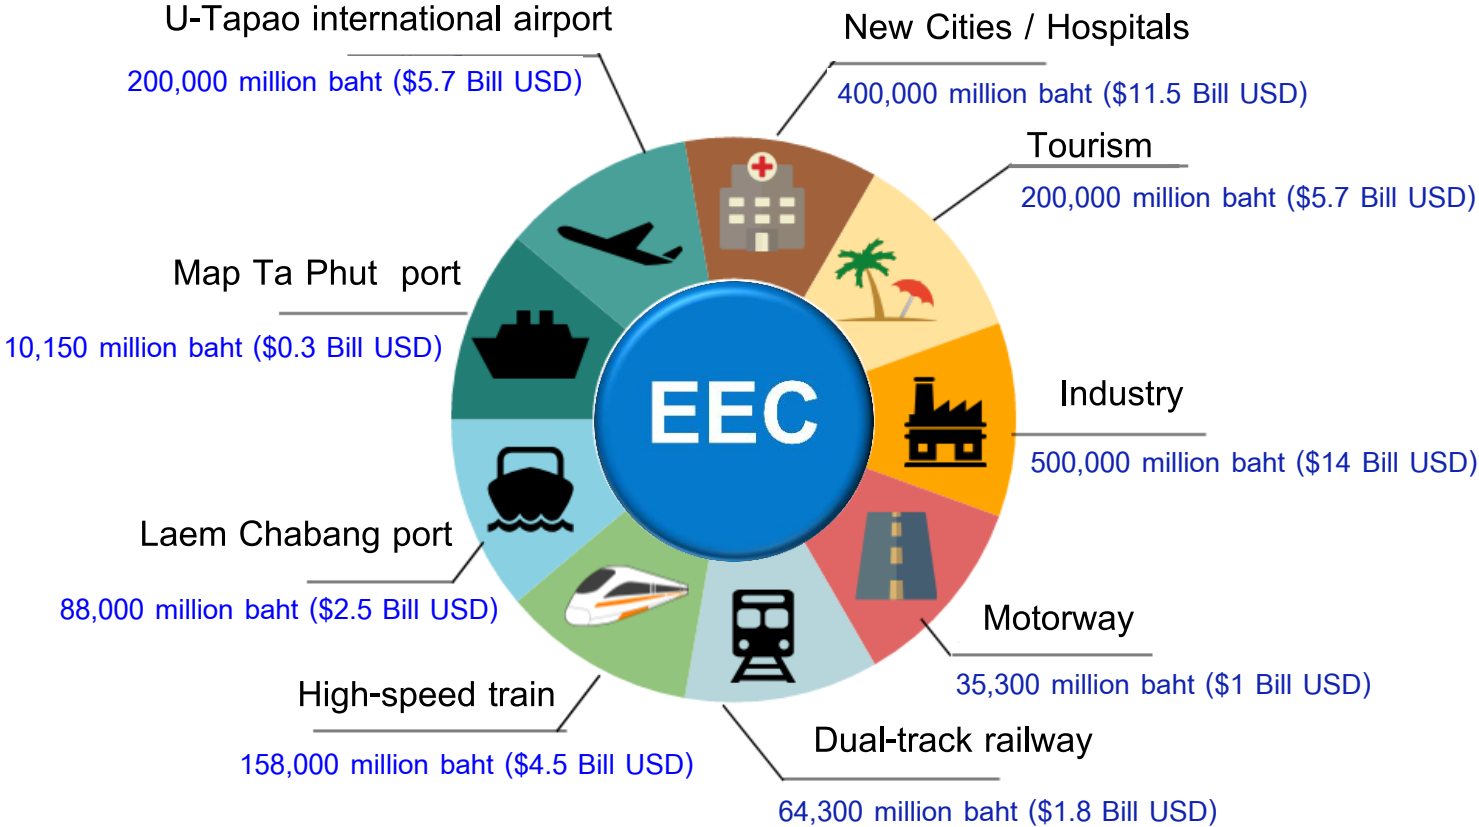 U-Tapao international airport
200,000 million baht ($5.7 Bill USD)
New Cities / Hospitals
400,000 million baht ($11.5 Bill USD)
Tourism
200,000 million baht ($5.7 Bill USD)
Map Ta Phut port
10,150 million baht ($0.3 Bill USD)
EEC
Industry
500,000 million baht ($14 Bill USD)
Laem Chabang port
88,000 million baht ($2.5 Bill USD)
Motorway
35,300 million baht ($1 Bill USD)
High-speed train
158,000 million baht ($4.5 Bill USD)
Dual-track railway
64,300 million baht ($1.8 Bill USD)